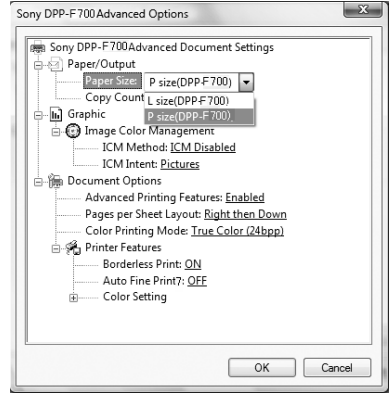 Sony DPP-F700 Advanced Options
Sony DPP-F700 Advanced Document Settings
Paper/Output
Paper Size: P size(DPP-F700)
Copy Count
L size(DPP-F700)
P size(DPP-F700)
Graphic
Image Color Management
ICM Method: ICM Disabled
ICM Intent: Pictures
Document Options
Advanced Printing Features: Enabled
Pages per Sheet Layout: Right then Down
Color Printing Mode: True Color (24bpp)
Printer Features
Borderless Print: ON
Auto Fine Print7: OFF
Color Setting
OK Cancel